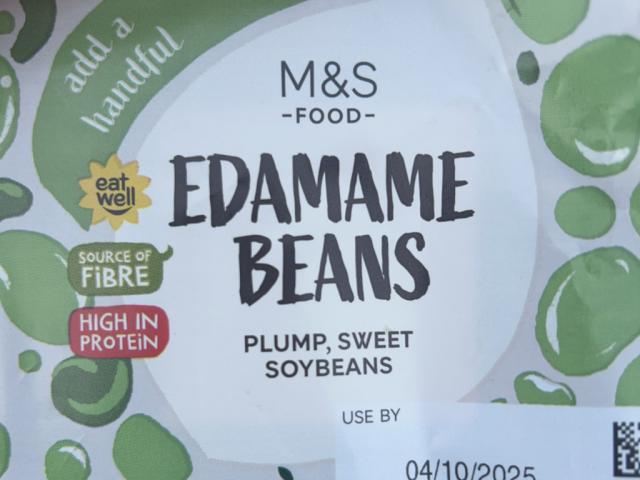 add a
handful
M&S
-FOOD-
eat
well
EDAMAME
BEANS
SOURCE OF
FiBRE
HIGH IN
PROTEiN
PLUMP, SWEET
SOYBEANS
USE BY
04/10/2025